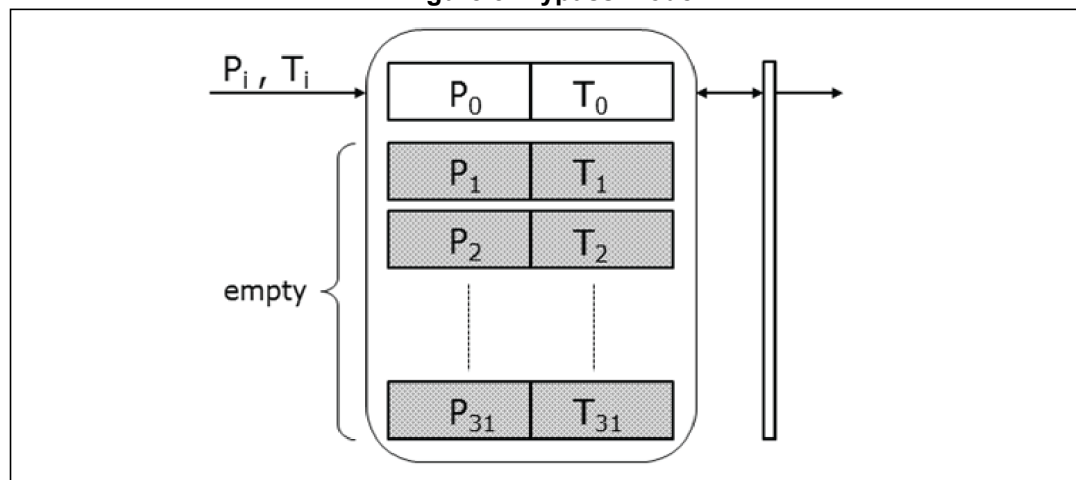 P₀ T₀
Pᵢ , Tᵢ
P₁ T₁
P₂ T₂
empty
P₃₁ T₃₁